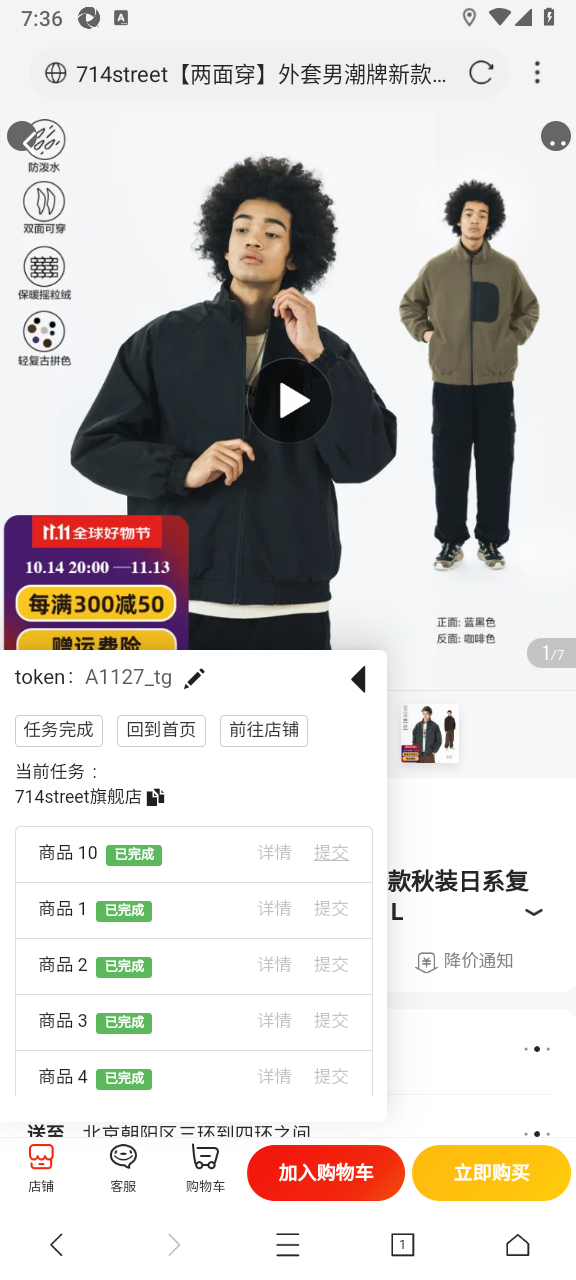 7:36
A
714street【两面穿】外套男潮牌新款...
防泼水
双面可穿
保暖摇粒绒
轻复古拼色
11.11全球好物节
10.14 20:00 —11.13
每满300减50
赠运费险
正面: 蓝黑色
反面: 咖啡色
1/7
token: A1127_tg
任务完成 回到首页 前往店铺
当前任务 :
714street旗舰店
商品 10 已完成 详情 提交
商品 1 已完成 详情 提交
商品 2 已完成 详情 提交
商品 3 已完成 详情 提交
商品 4 已完成 详情 提交
款秋装日系复
L
降价通知
送至 北京朝阳区三环到四环之间
店铺 客服 购物车 加入购物车 立即购买
1